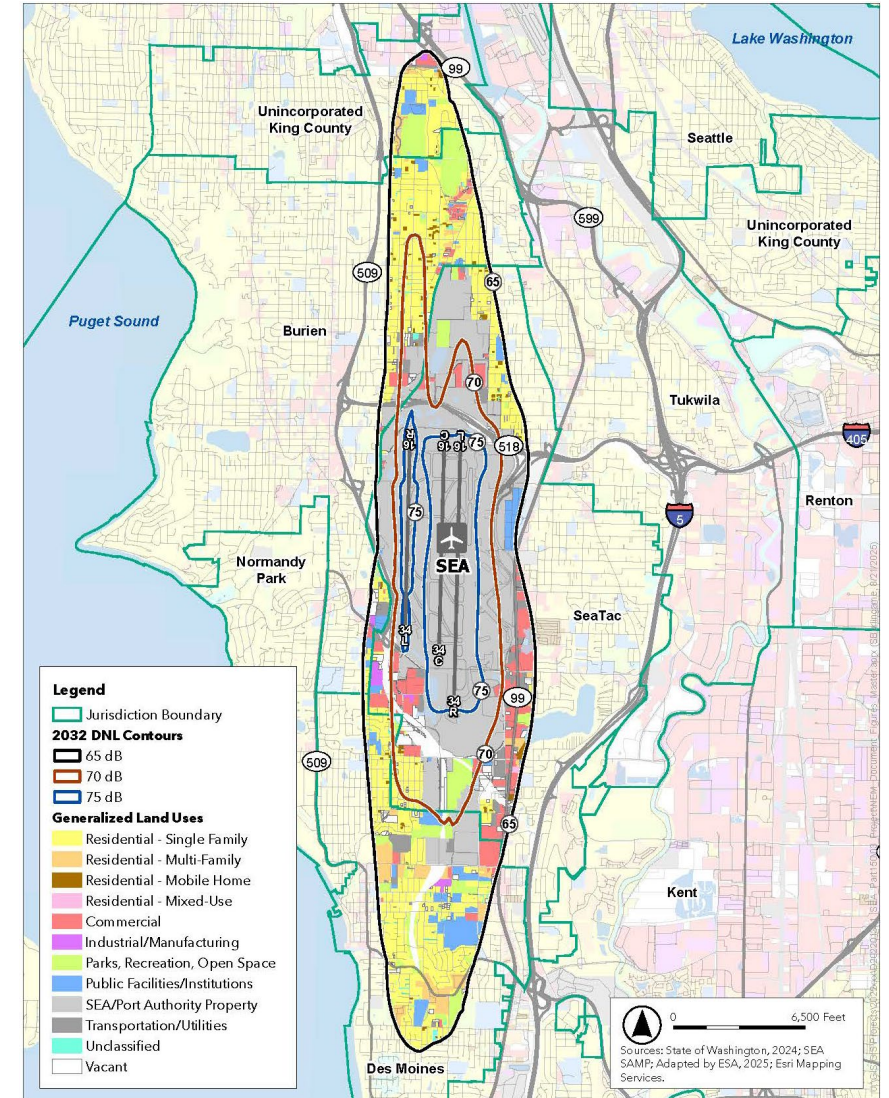 Lake Washington
99
Unincorporated
King County
Seattle
599
Unincorporated
King County
509
65
Puget Sound
Burien
70
Tukwila
405
16
R
16
C
16
L
75
518
Renton
75
5
SEA
Normandy
Park
SeaTac
34
L
34
C
75
34
R
99
70
509
65
Kent
Des Moines
Legend
Jurisdiction Boundary
2032 DNL Contours
65 dB
70 dB
75 dB
Generalized Land Uses
Residential - Single Family
Residential - Multi-Family
Residential - Mobile Home
Residential - Mixed-Use
Commercial
Industrial/Manufacturing
Parks, Recreation, Open Space
Public Facilities/Institutions
SEA/Port Authority Property
Transportation/Utilities
Unclassified
Vacant
0 6,500 Feet
Sources: State of Washington, 2024; SEA
SAMP; Adapted by ESA, 2025; Esri Mapping
Services.